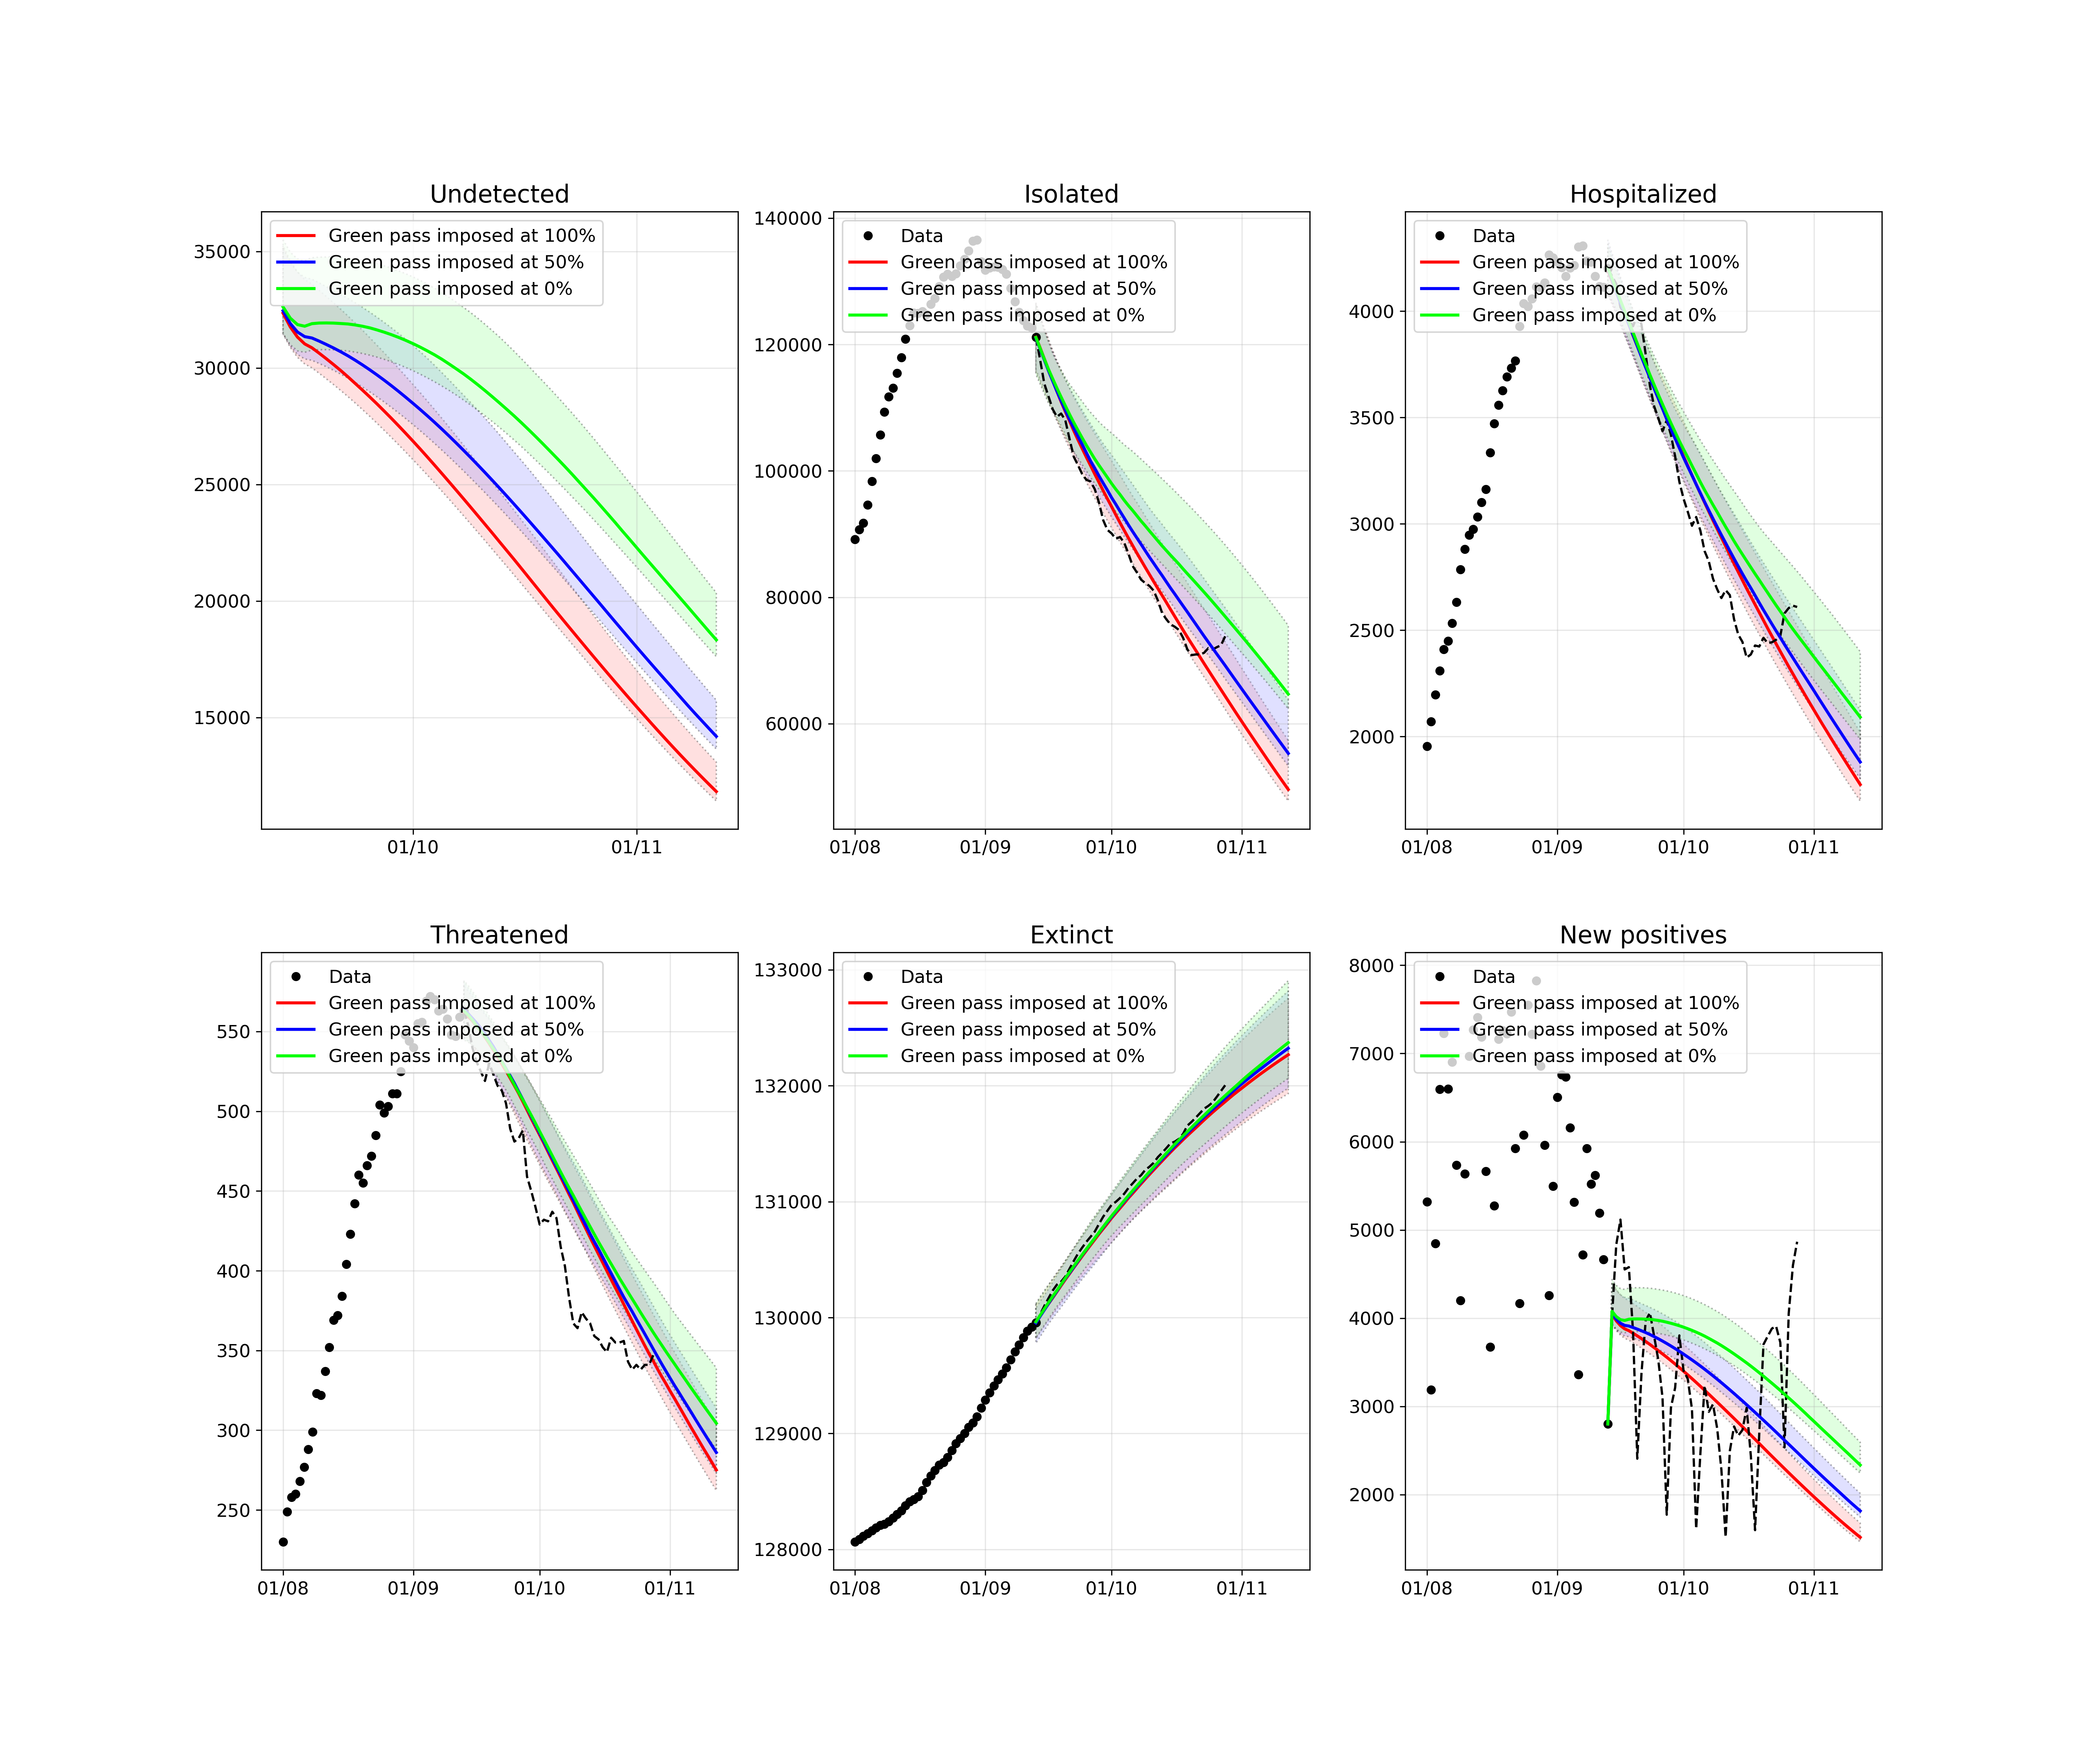 Undetected
Green pass imposed at 100%
Green pass imposed at 50%
Green pass imposed at 0%
35000
30000
25000
20000
15000
01/10
01/11
Isolated
Data
Green pass imposed at 100%
Green pass imposed at 50%
Green pass imposed at 0%
140000
120000
100000
80000
60000
01/08
01/09
01/10
01/11
Hospitalized
Data
Green pass imposed at 100%
Green pass imposed at 50%
Green pass imposed at 0%
4000
3500
3000
2500
2000
01/08
01/09
01/10
01/11
Threatened
Data
Green pass imposed at 100%
Green pass imposed at 50%
Green pass imposed at 0%
550
500
450
400
350
300
250
01/08
01/09
01/10
01/11
Extinct
Data
Green pass imposed at 100%
Green pass imposed at 50%
Green pass imposed at 0%
133000
132000
131000
130000
129000
128000
01/08
01/09
01/10
01/11
New positives
Data
Green pass imposed at 100%
Green pass imposed at 50%
Green pass imposed at 0%
8000
7000
6000
5000
4000
3000
2000
01/08
01/09
01/10
01/11